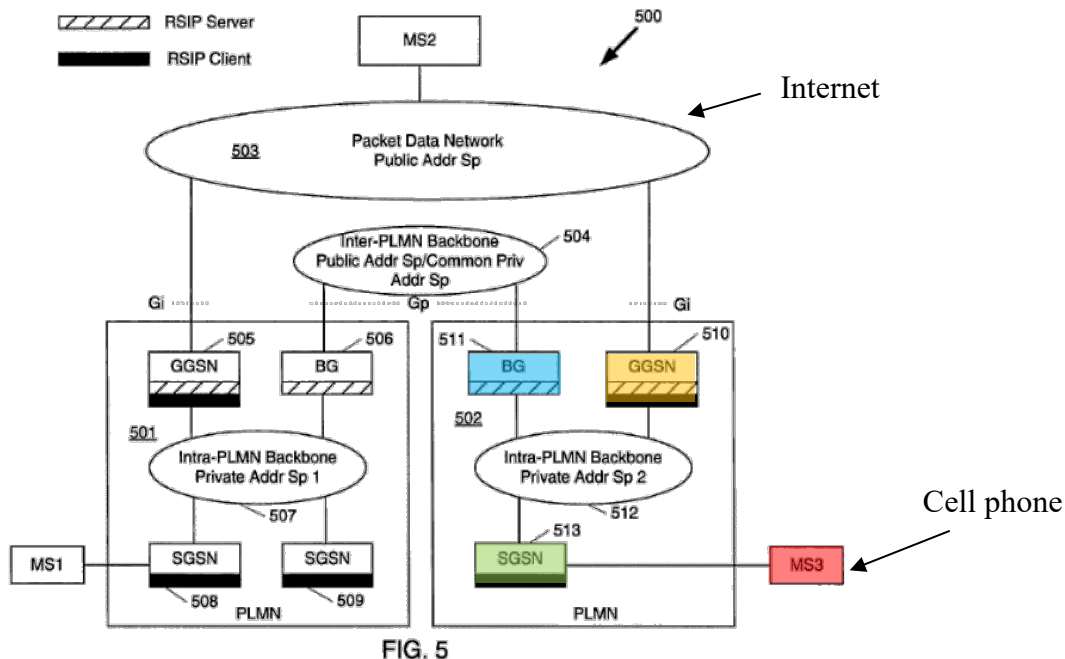 RSIP Server
RSIP Client
MS2
500
Internet
503
Packet Data Network
Public Addr Sp
Inter-PLMN Backbone
Public Addr Sp/Common Priv
Addr Sp
504
Gi
Gp
Gi
505
GGSN
506
BG
511
BG
510
GGSN
501
Intra-PLMN Backbone
Private Addr Sp 1
507
502
Intra-PLMN Backbone
Private Addr Sp 2
512
MS1
SGSN
508
SGSN
509
PLMN
513
SGSN
PLMN
MS3
Cell phone
FIG. 5